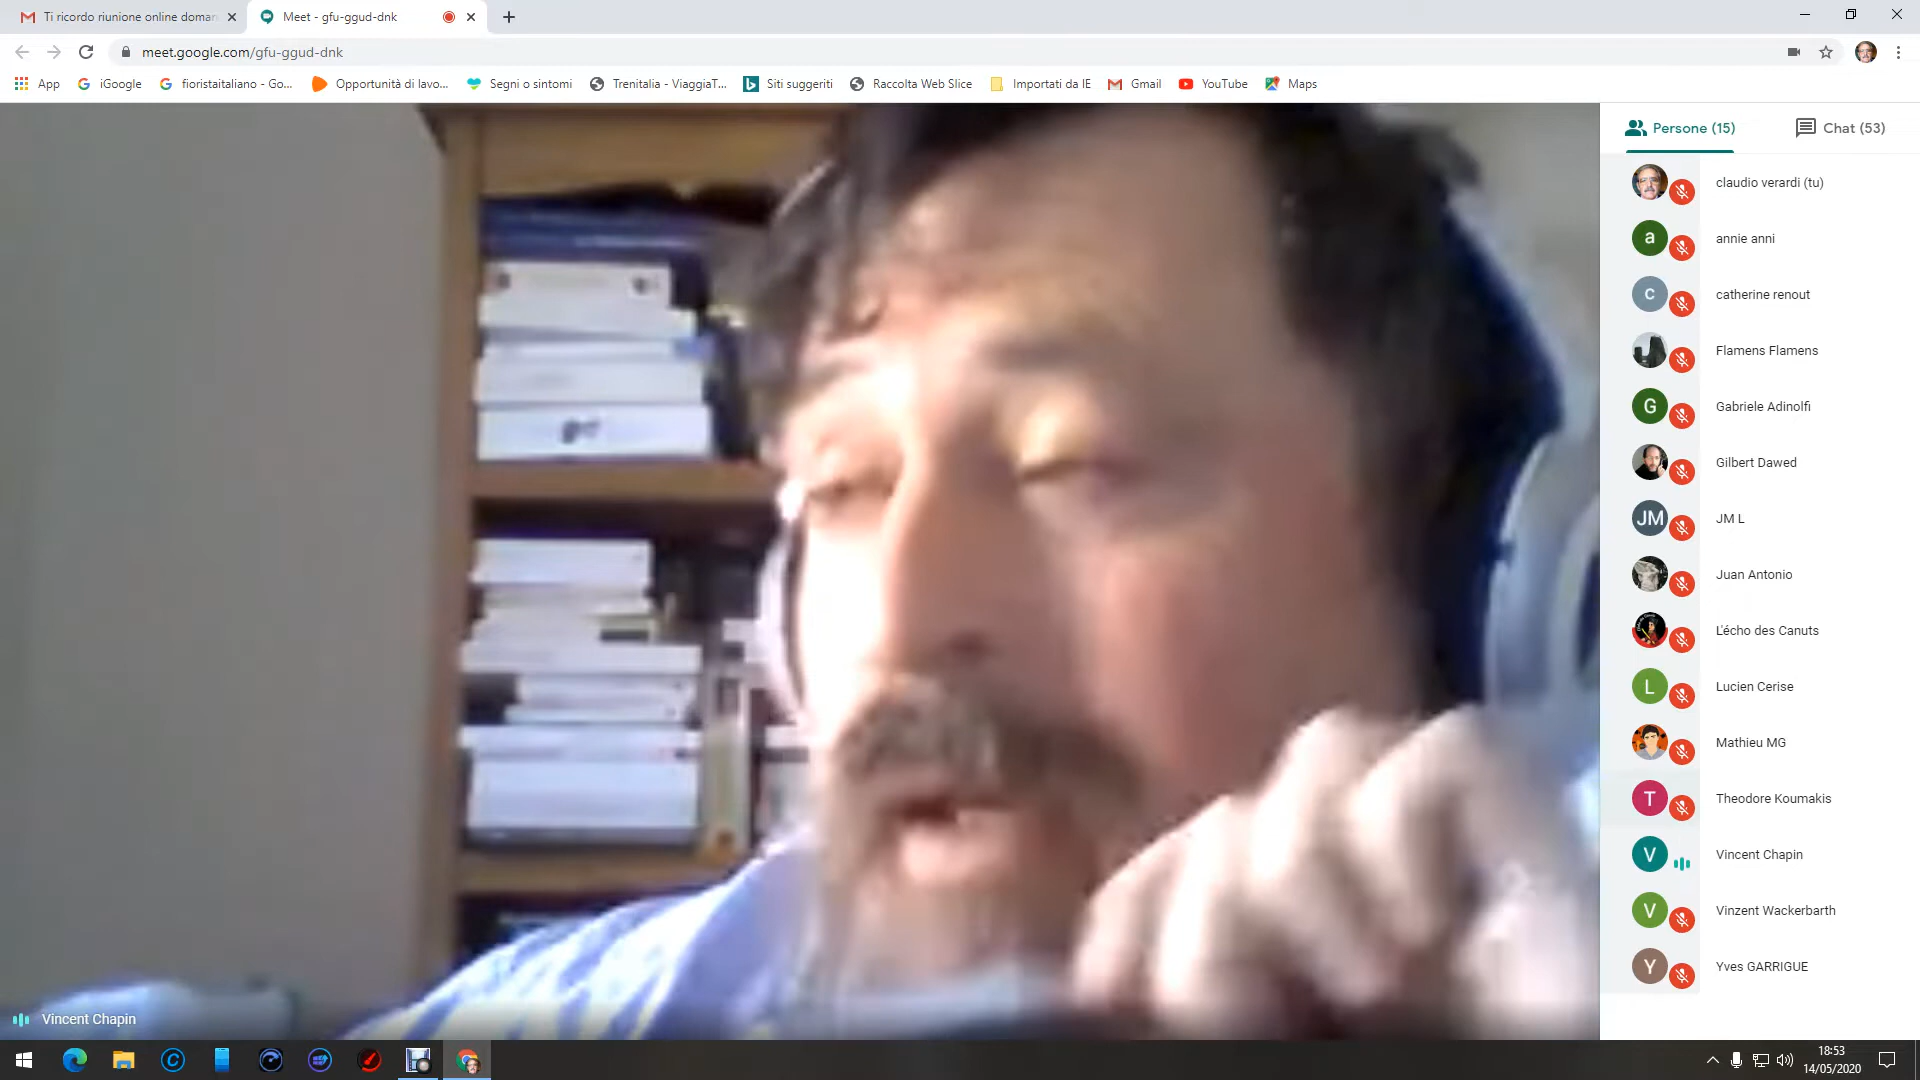 Ti ricordo riunione online doman
Meet - gfu-ggud-dnk
meet.google.com/gfu-ggud-dnk
App
iGoogle
fioristaitaliano - Go...
Opportunità di lavo...
Segni o sintomi
Trenitalia - ViaggiaT...
Siti suggeriti
Raccolta Web Slice
Importati da IE
Gmail
YouTube
Maps
Persone (15)
Chat (53)
claudio verardi (tu)
a
annie anni
c
catherine renout
Flamens Flamens
G
Gabriele Adinolfi
Gilbert Dawed
JM
JM L
Juan Antonio
L'écho des Canuts
L
Lucien Cerise
Mathieu MG
T
Theodore Koumakis
V
Vincent Chapin
V
Vinzent Wackerbarth
Y
Yves GARRIGUE
Vincent Chapin
18:53
14/05/2020